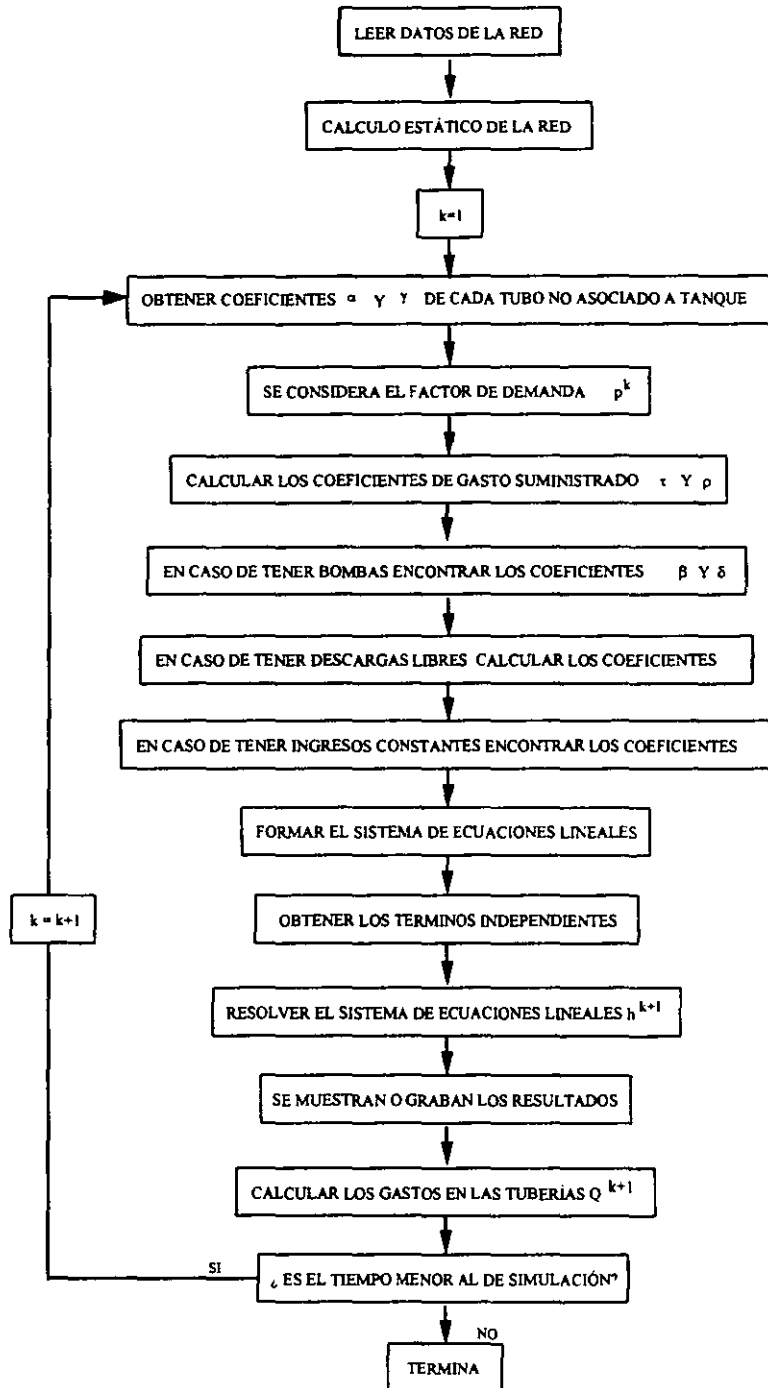 LEER DATOS DE LA RED
CALCULO ESTÁTICO DE LA RED
k=1
OBTENER COEFICIENTES α Y γ DE CADA TUBO NO ASOCIADO A TANQUE
SE CONSIDERA EL FACTOR DE DEMANDA p^k
CALCULAR LOS COEFICIENTES DE GASTO SUMINISTRADO τ Y ρ
EN CASO DE TENER BOMBAS ENCONTRAR LOS COEFICIENTES β Y δ
EN CASO DE TENER DESCARGAS LIBRES CALCULAR LOS COEFICIENTES
EN CASO DE TENER INGRESOS CONSTANTES ENCONTRAR LOS COEFICIENTES
FORMAR EL SISTEMA DE ECUACIONES LINEALES
k = k+1
OBTENER LOS TERMINOS INDEPENDIENTES
RESOLVER EL SISTEMA DE ECUACIONES LINEALES h^k+1
SE MUESTRAN O GRABAN LOS RESULTADOS
CALCULAR LOS GASTOS EN LAS TUBERÍAS Q^k+1
SI
¿ ES EL TIEMPO MENOR AL DE SIMULACIÓN?
NO
TERMINA